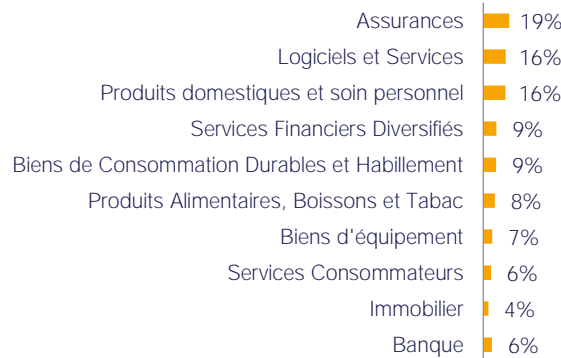 Assurances 19%
Logiciels et Services 16%
Produits domestiques et soin personnel 16%
Services Financiers Diversifiés 9%
Biens de Consommation Durables et Habillement 9%
Produits Alimentaires, Boissons et Tabac 8%
Biens d'équipement 7%
Services Consommateurs 6%
Immobilier 4%
Banque 6%